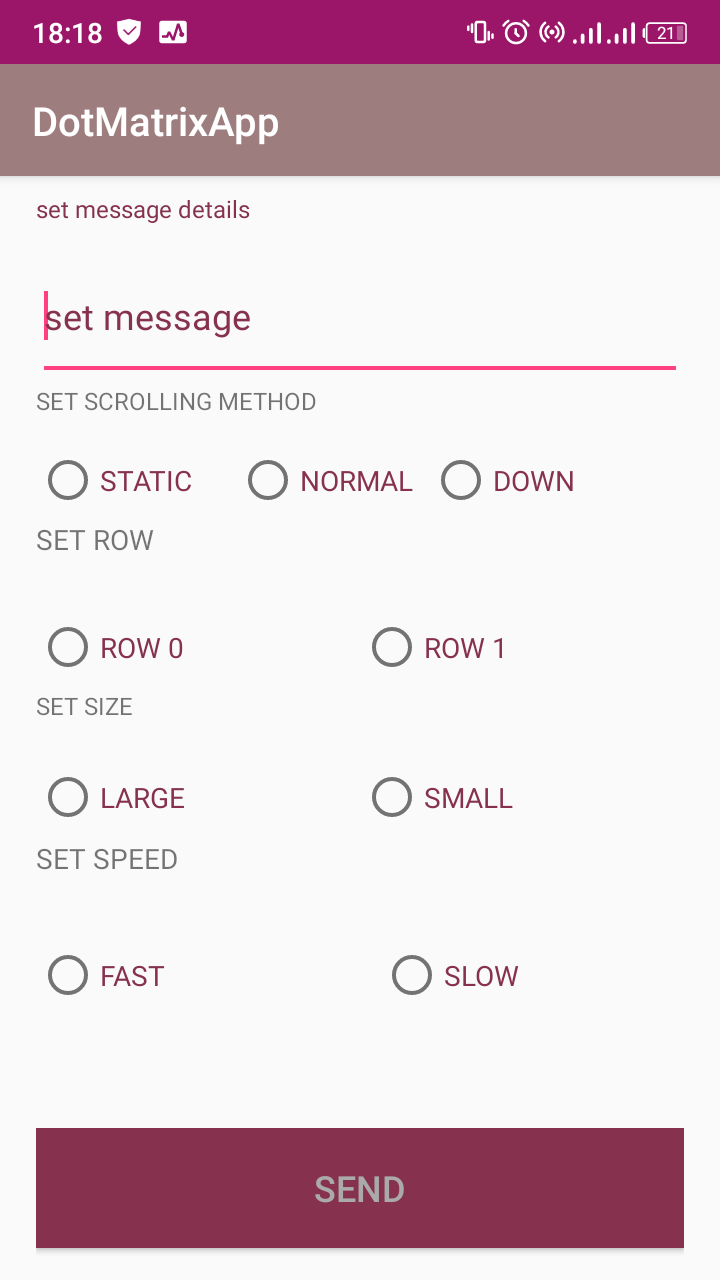 18:18
21
DotMatrixApp
set message details
set message
SET SCROLLING METHOD
STATIC NORMAL DOWN
SET ROW
ROW 0 ROW 1
SET SIZE
LARGE SMALL
SET SPEED
FAST SLOW
SEND